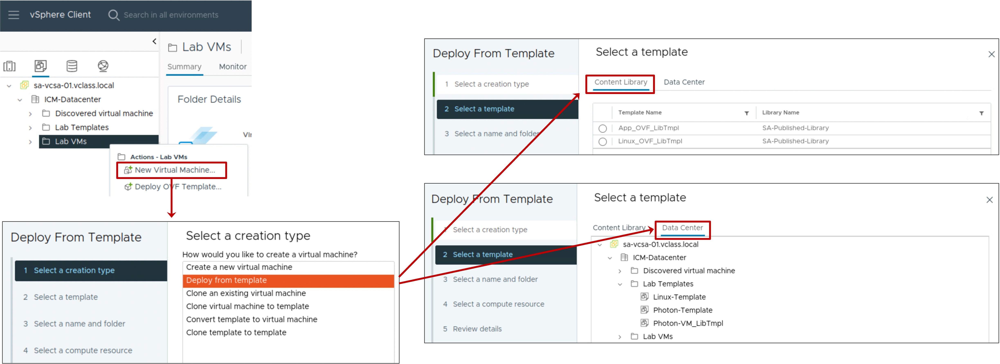 vSphere Client
Search in all environments
Lab VMs
Summary Monitor
sa-vcsa-01.vclass.local
ICM-Datacenter
Discovered virtual machine
Lab Templates
Lab VMs
Folder Details
Actions - Lab VMs
New Virtual Machine...
Deploy OVF Template...
Deploy From Template
1 Select a creation type
2 Select a template
3 Select a name and folder
4 Select a compute resource
Select a creation type
How would you like to create a virtual machine?
Create a new virtual machine
Deploy from template
Clone an existing virtual machine
Clone virtual machine to template
Convert template to virtual machine
Clone template to template
Deploy From Template
1 Select a creation type
2 Select a template
3 Select a name and folder
Select a template
Content Library Data Center
Template Name Library Name
App_OVF_LibTmpl SA-Published-Library
Linux_OVF_LibTmpl SA-Published-Library
Deploy From Template
1 Select a creation type
2 Select a template
3 Select a name and folder
4 Select a compute resource
5 Review details
Select a template
Content Library Data Center
sa-vcsa-01.vclass.local
ICM-Datacenter
Discovered virtual machine
Lab Templates
Linux-Template
Photon-Template
Photon-VM_LibTmpl
Lab VMs